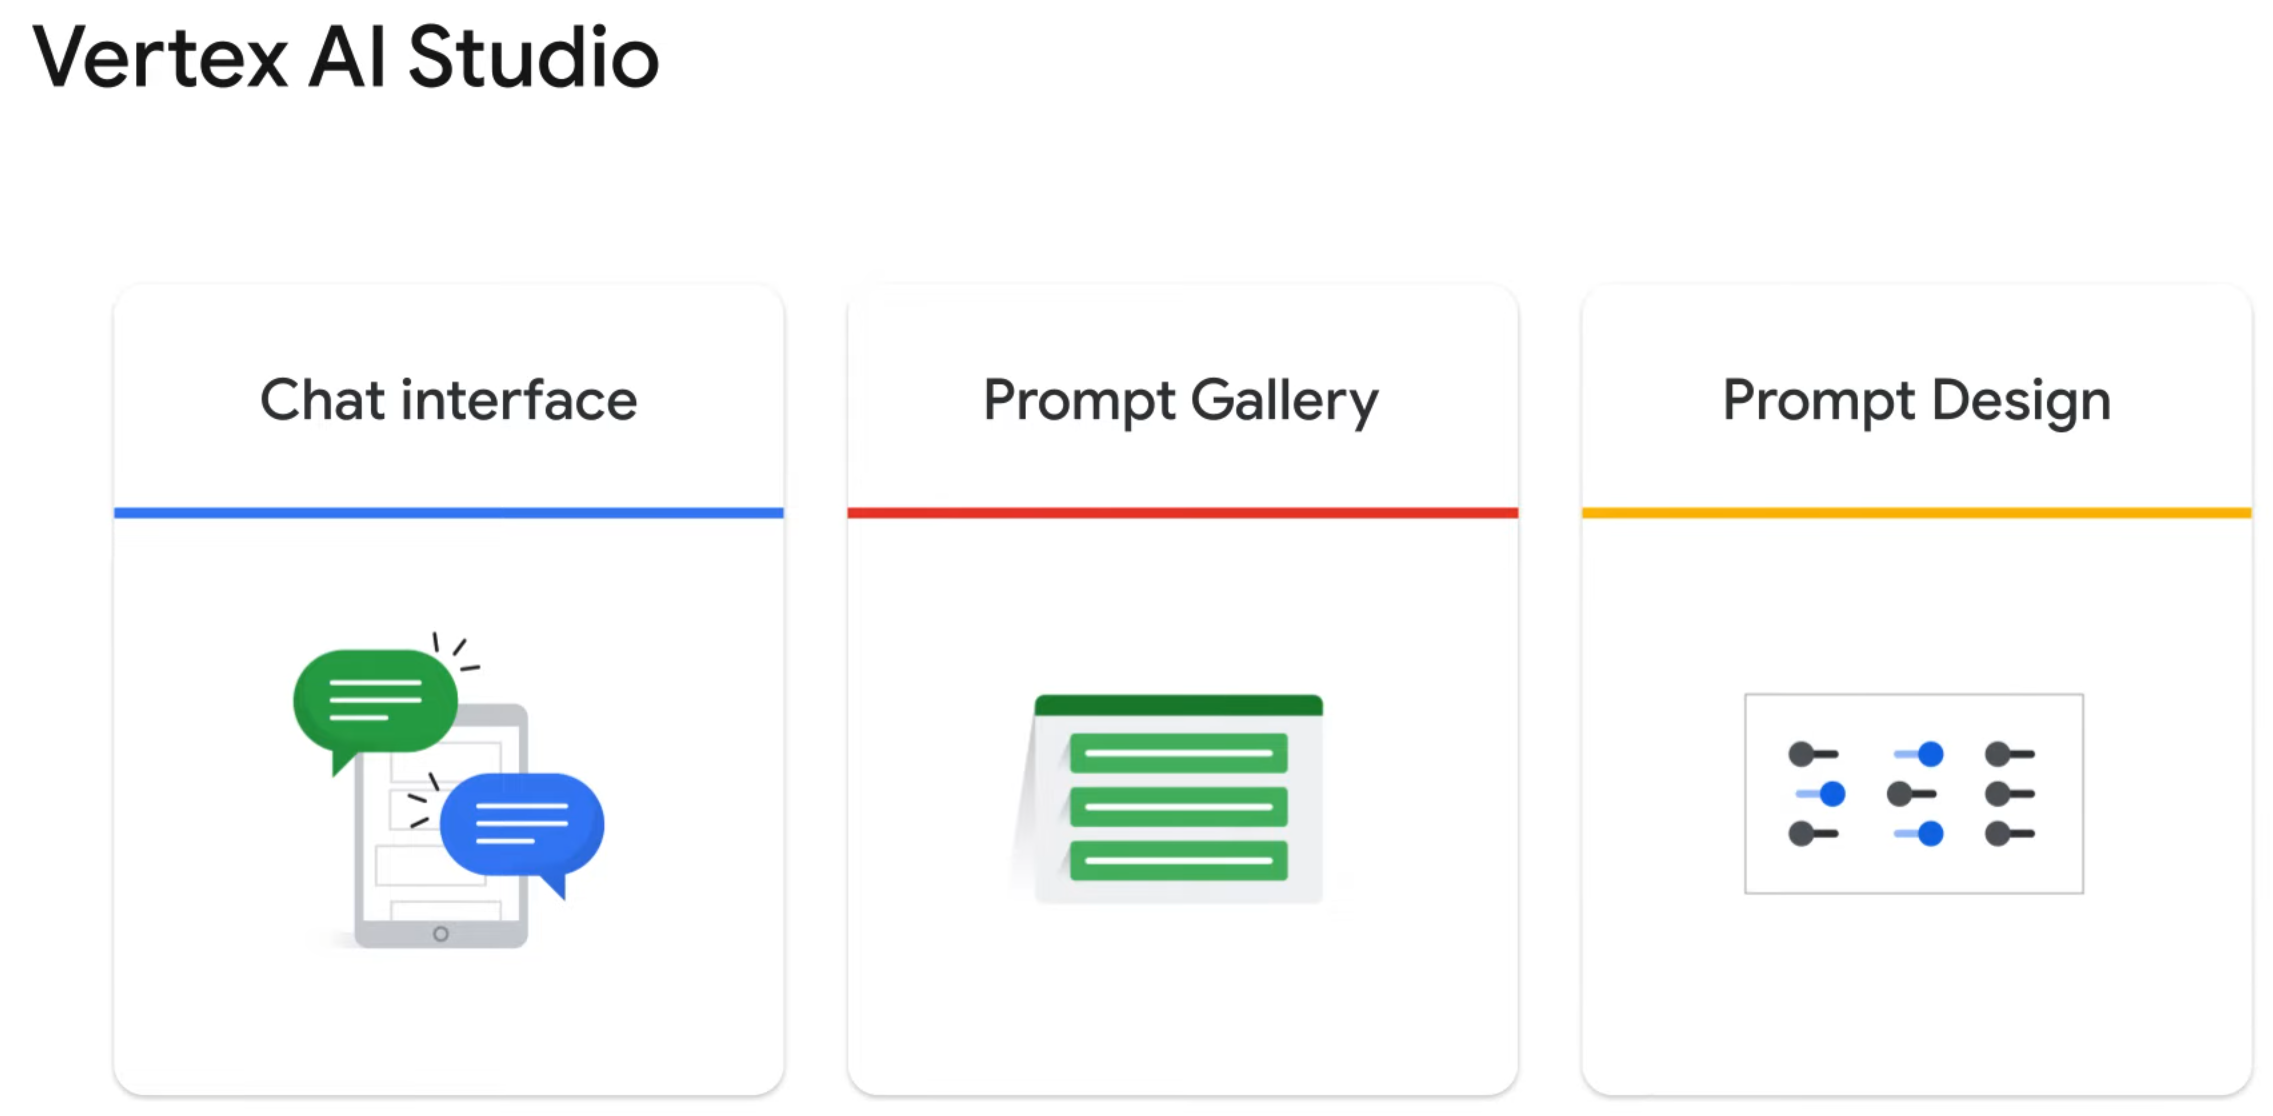 Vertex AI Studio
Chat interface
Prompt Gallery
Prompt Design